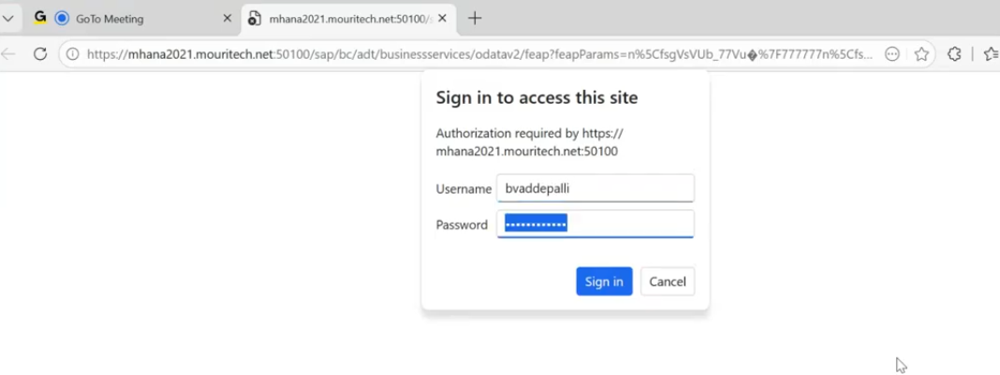 GoTo Meeting
mhana2021.mouritech.net:50100/s
https://mhana2021.mouritech.net:50100/sap/bc/adt/businessservices/odatav2/feap?feapParams=n%5CfsgVsVUb_77Vu�%7F777777n%5Cfs...
Sign in to access this site
Authorization required by https://
mhana2021.mouritech.net:50100
Username bvaddepalli
Password ••••••••••••
Sign in Cancel